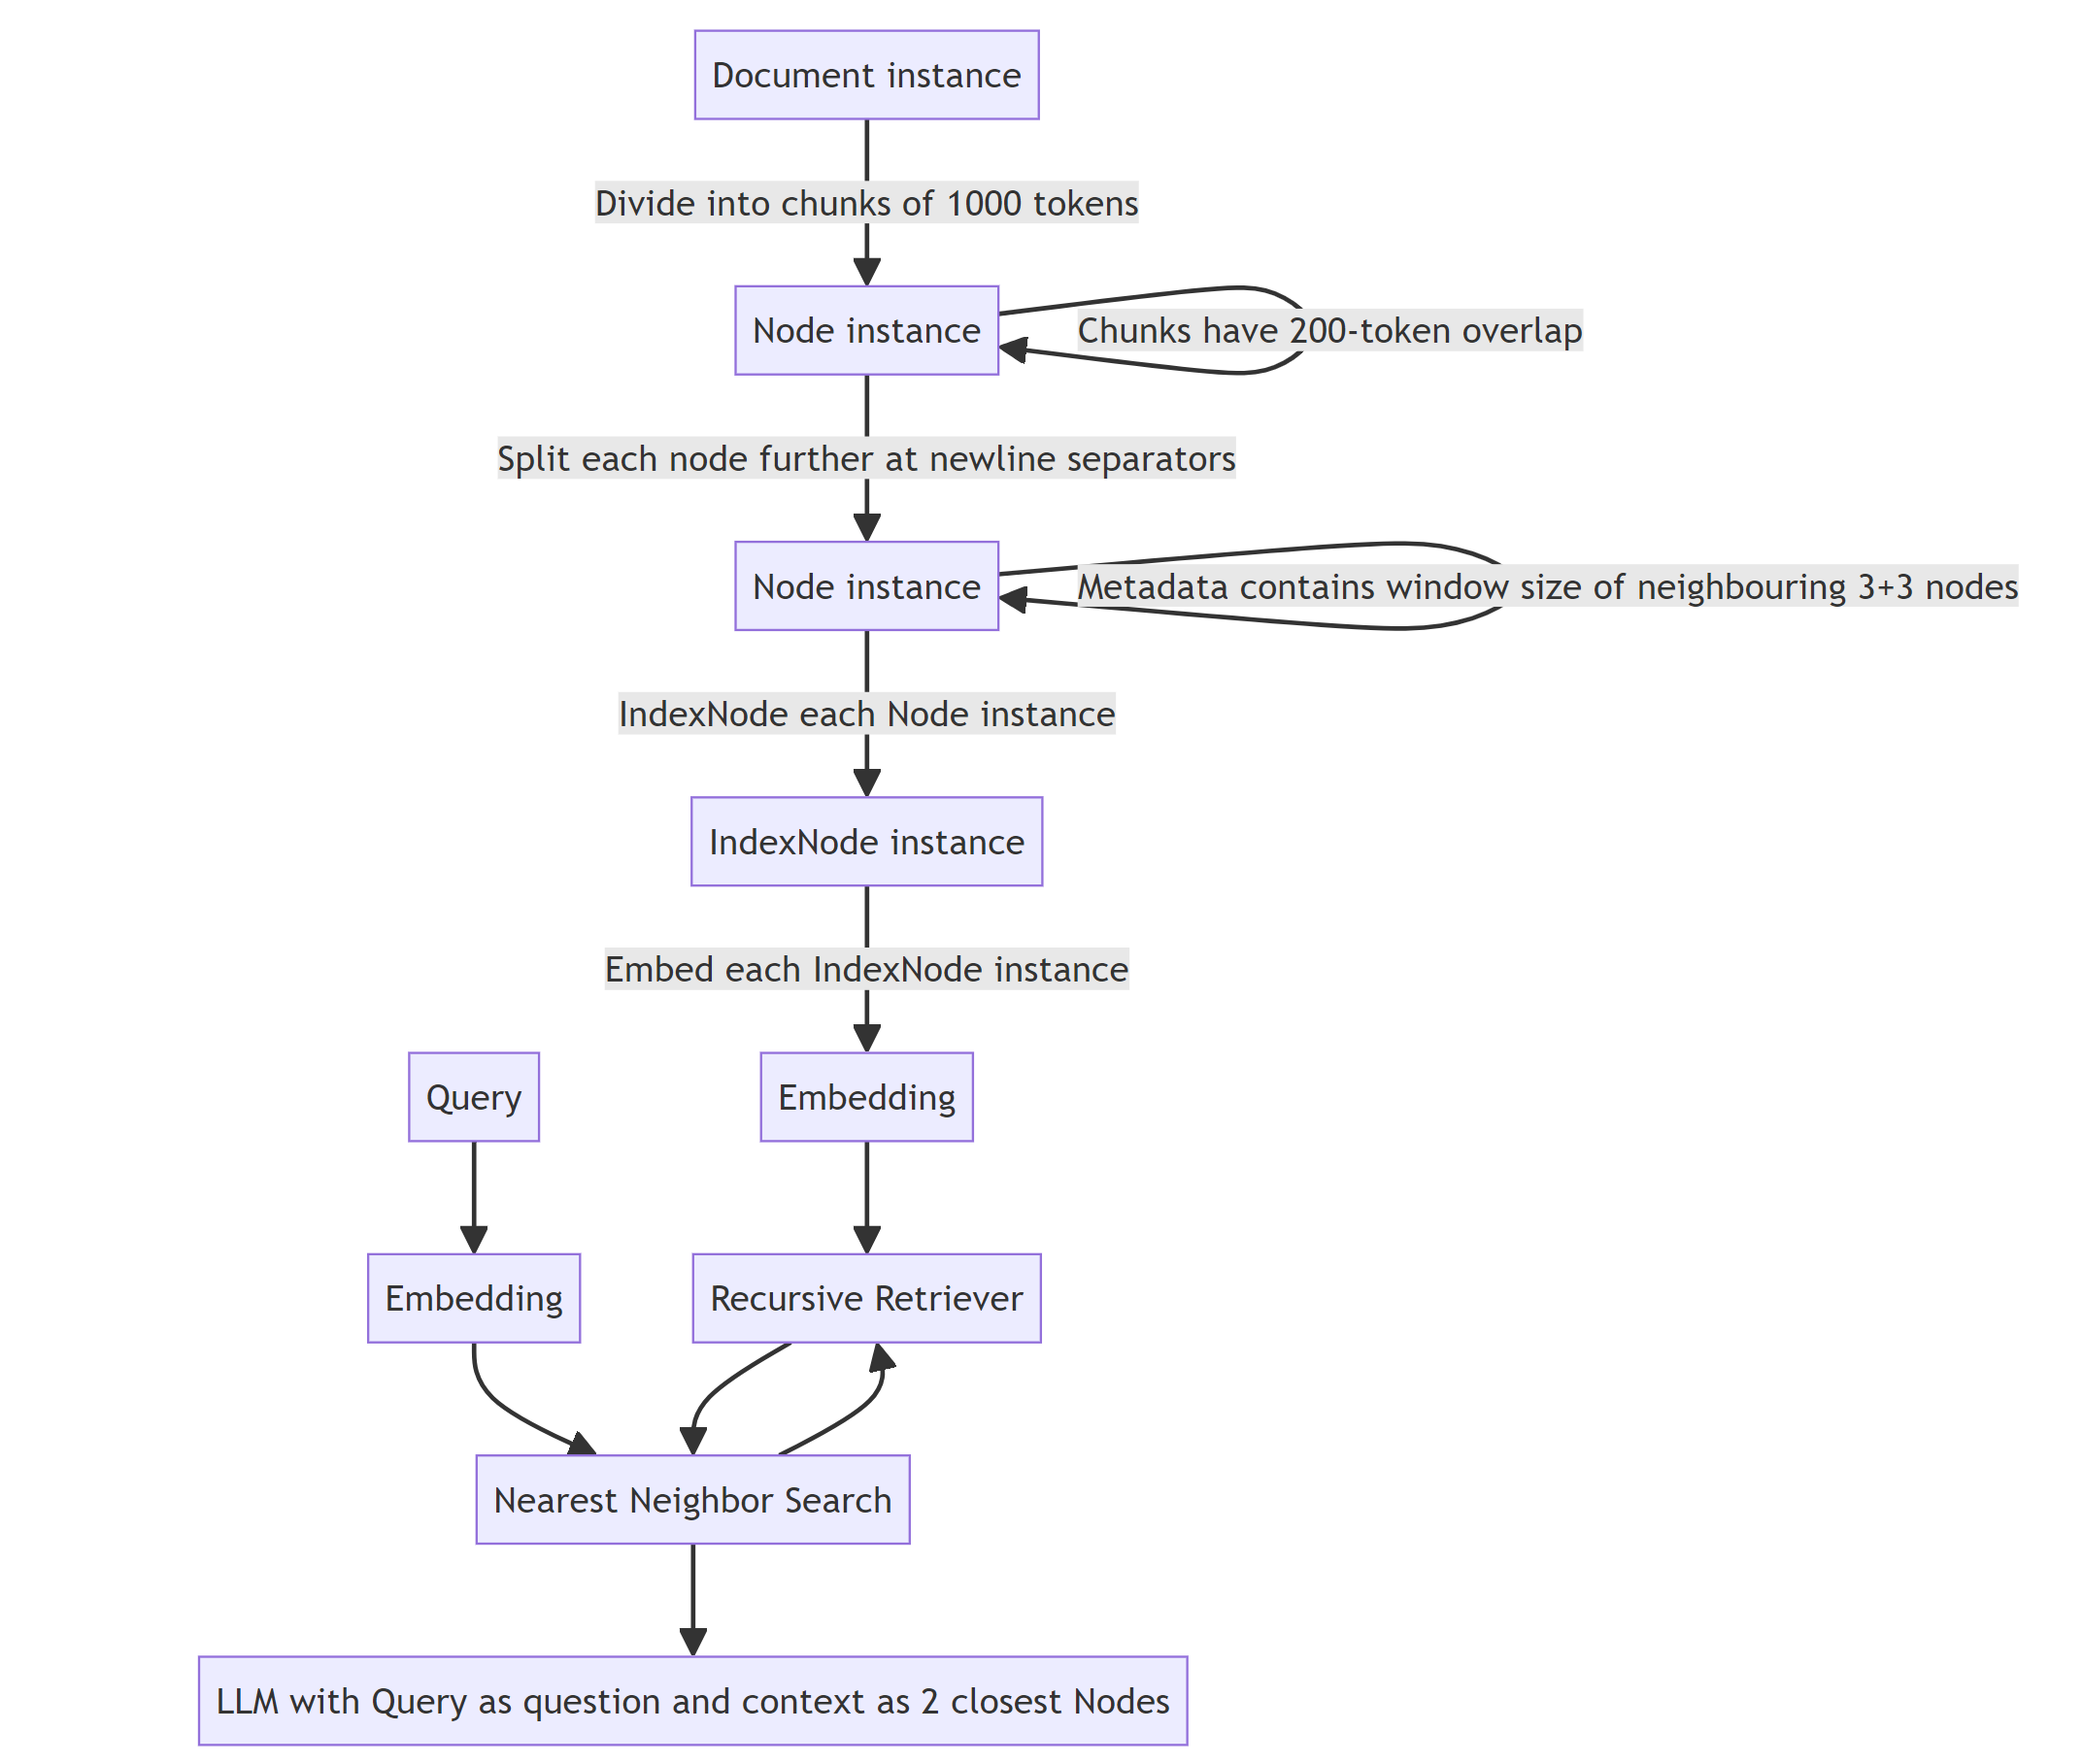 Document instance
Divide into chunks of 1000 tokens
Node instance
Chunks have 200-token overlap
Split each node further at newline separators
Node instance
Metadata contains window size of neighbouring 3+3 nodes
IndexNode each Node instance
IndexNode instance
Embed each IndexNode instance
Query
Embedding
Embedding
Recursive Retriever
Nearest Neighbor Search
LLM with Query as question and context as 2 closest Nodes